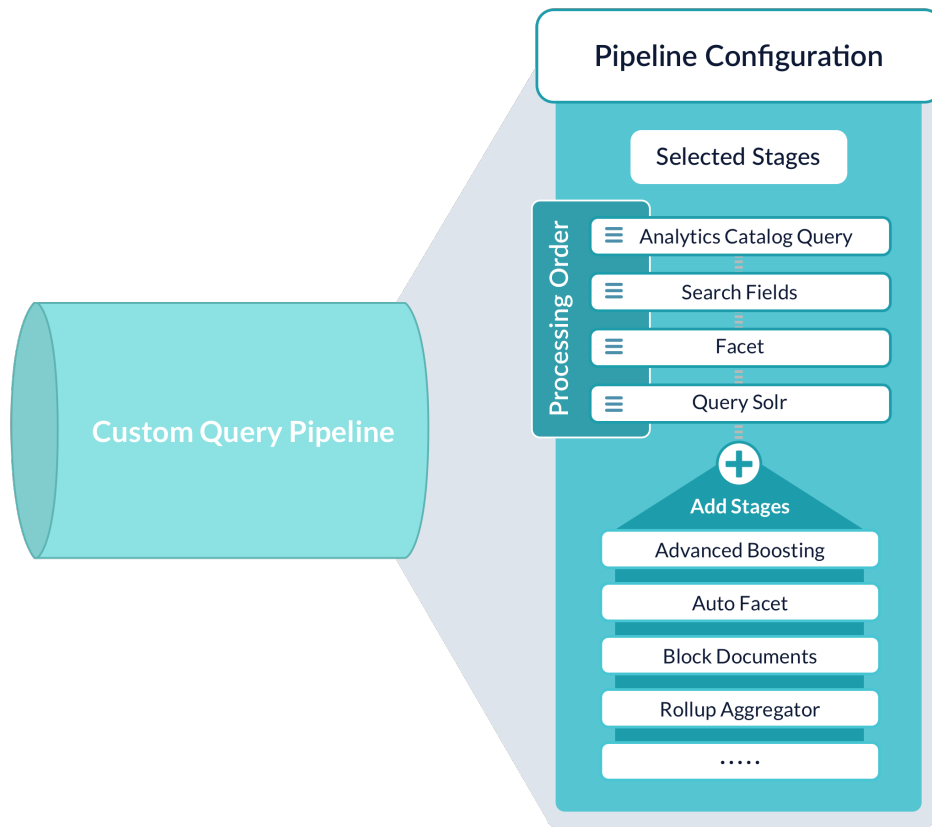 Pipeline Configuration
Selected Stages
Processing Order
Analytics Catalog Query
Search Fields
Facet
Query Solr
Custom Query Pipeline
Add Stages
Advanced Boosting
Auto Facet
Block Documents
Rollup Aggregator
.....